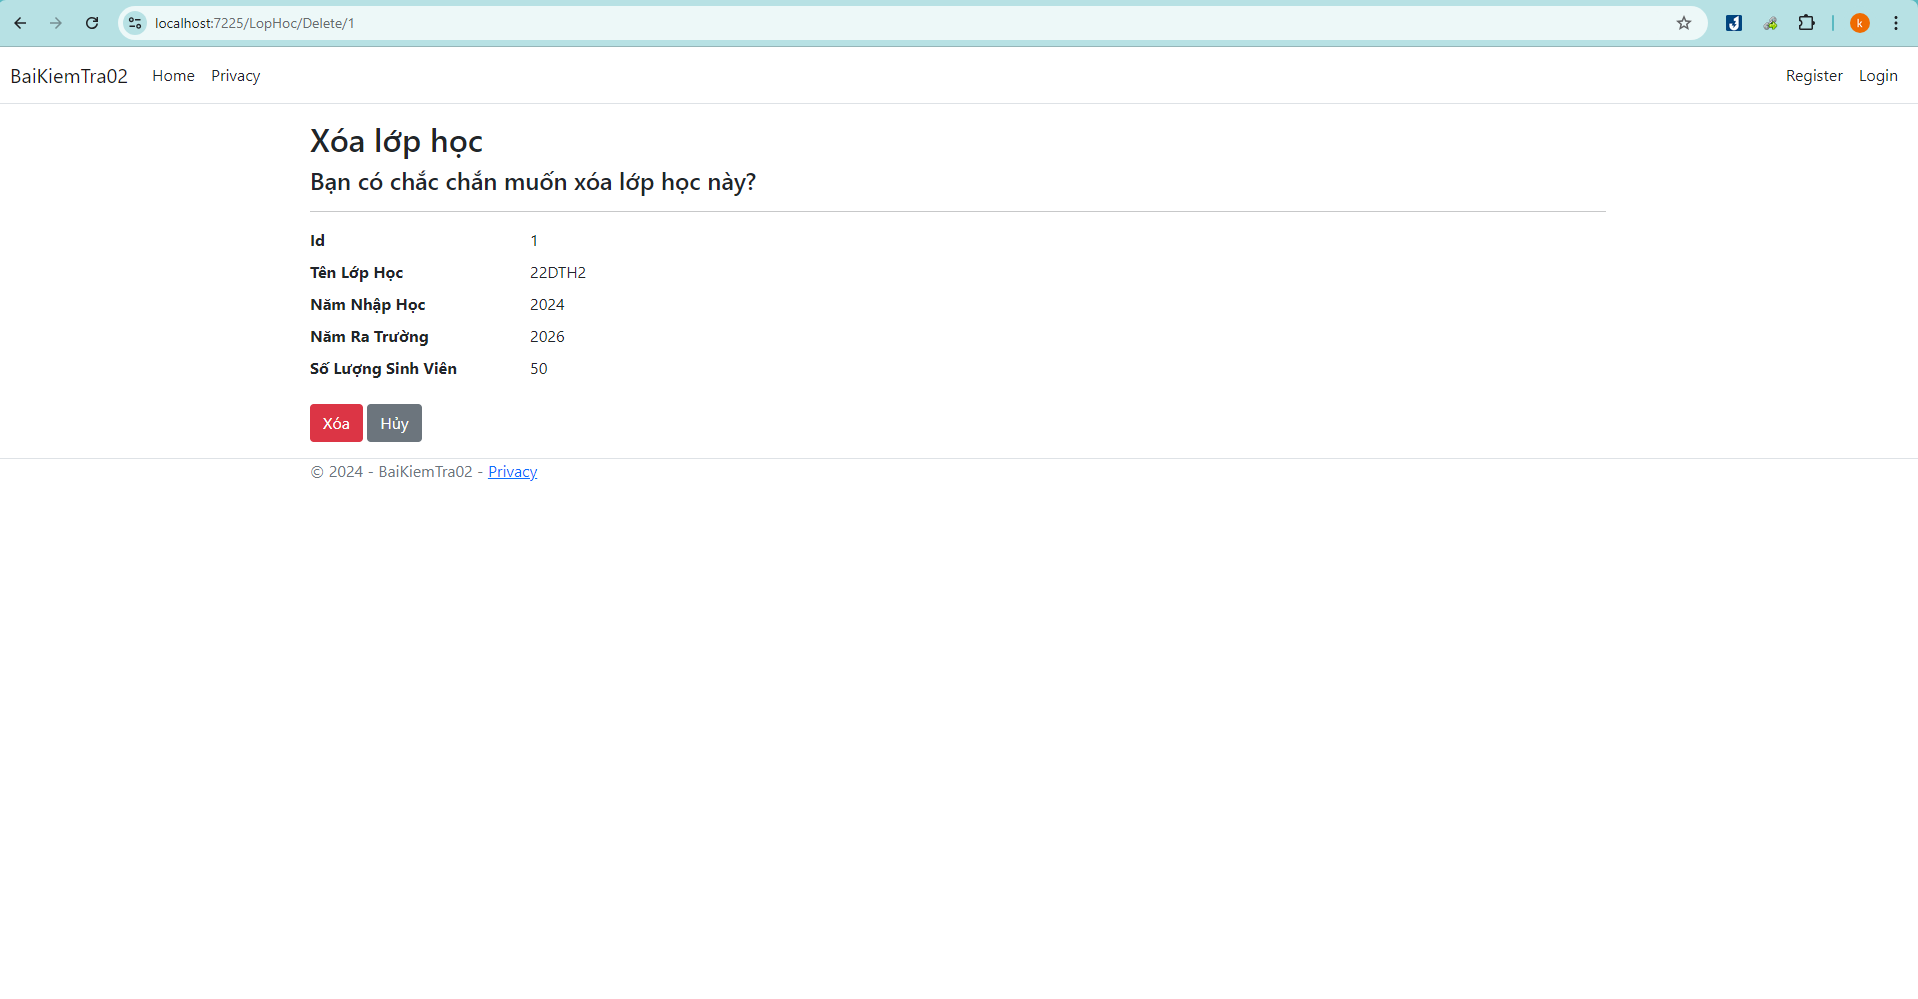 localhost:7225/LopHoc/Delete/1
k
BaiKiemTra02 Home Privacy Register Login
Xóa lớp học
Bạn có chắc chắn muốn xóa lớp học này?
Id 1
Tên Lớp Học 22DTH2
Năm Nhập Học 2024
Năm Ra Trường 2026
Số Lượng Sinh Viên 50
Xóa Hủy
© 2024 - BaiKiemTra02 - Privacy